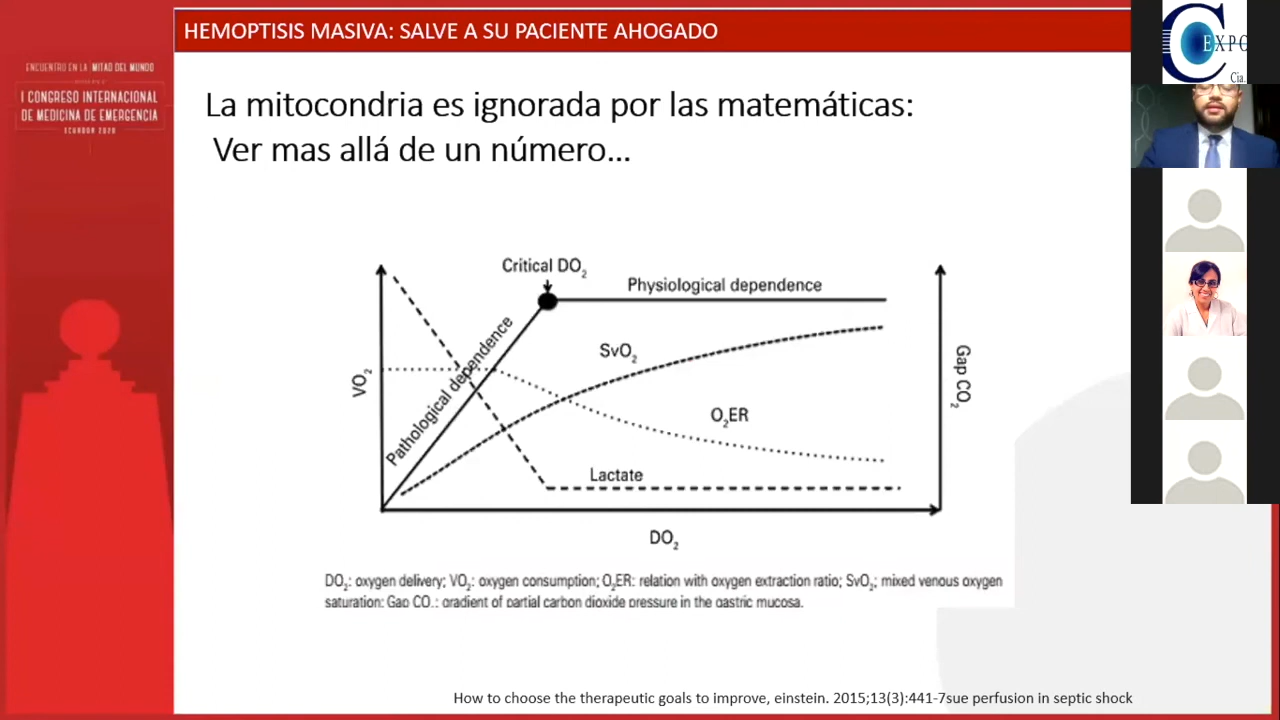 HEMOPTISIS MASIVA: SALVE A SU PACIENTE AHOGADO
ENCUENTRO EN LA MITAD DEL MUNDO
I CONGRESO INTERNACIONAL
DE MEDICINA DE EMERGENCIA
ECUADOR 2020
La mitocondria es ignorada por las matemáticas:
Ver mas allá de un número...
Critical DO₂
Physiological dependence
Pathological dependence
SvO₂
VO₂
Gap CO₂
O₂ER
Lactate
DO₂
DO₂: oxygen delivery; VO₂: oxygen consumption; O₂ER: relation with oxygen extraction ratio; SvO₂; mixed venous oxygen
saturation: Gap CO₂: gradient of partial carbon dioxide pressure in the gastric mucosa.
How to choose the therapeutic goals to improve, einstein. 2015;13(3):441-7sue perfusion in septic shock
C
EXPO
Cia.